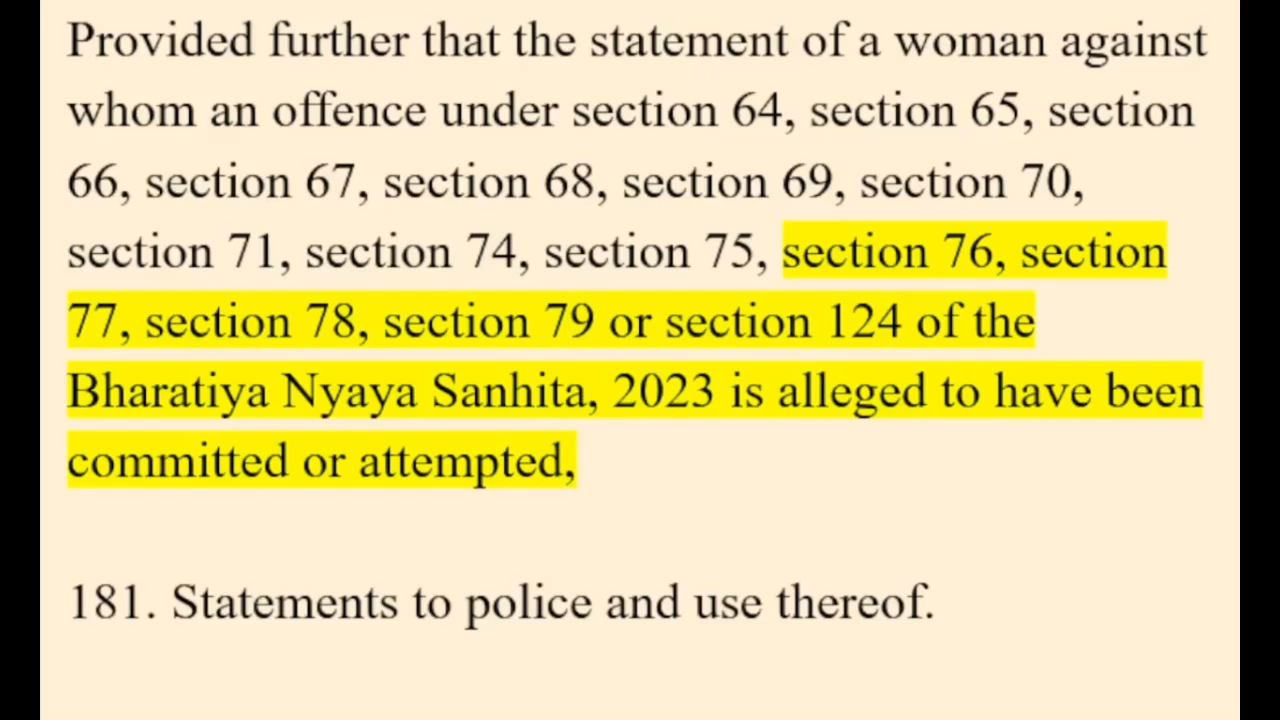 Provided further that the statement of a woman against
whom an offence under section 64, section 65, section
66, section 67, section 68, section 69, section 70,
section 71, section 74, section 75, section 76, section
77, section 78, section 79 or section 124 of the
Bharatiya Nyaya Sanhita, 2023 is alleged to have been
committed or attempted,
181. Statements to police and use thereof.